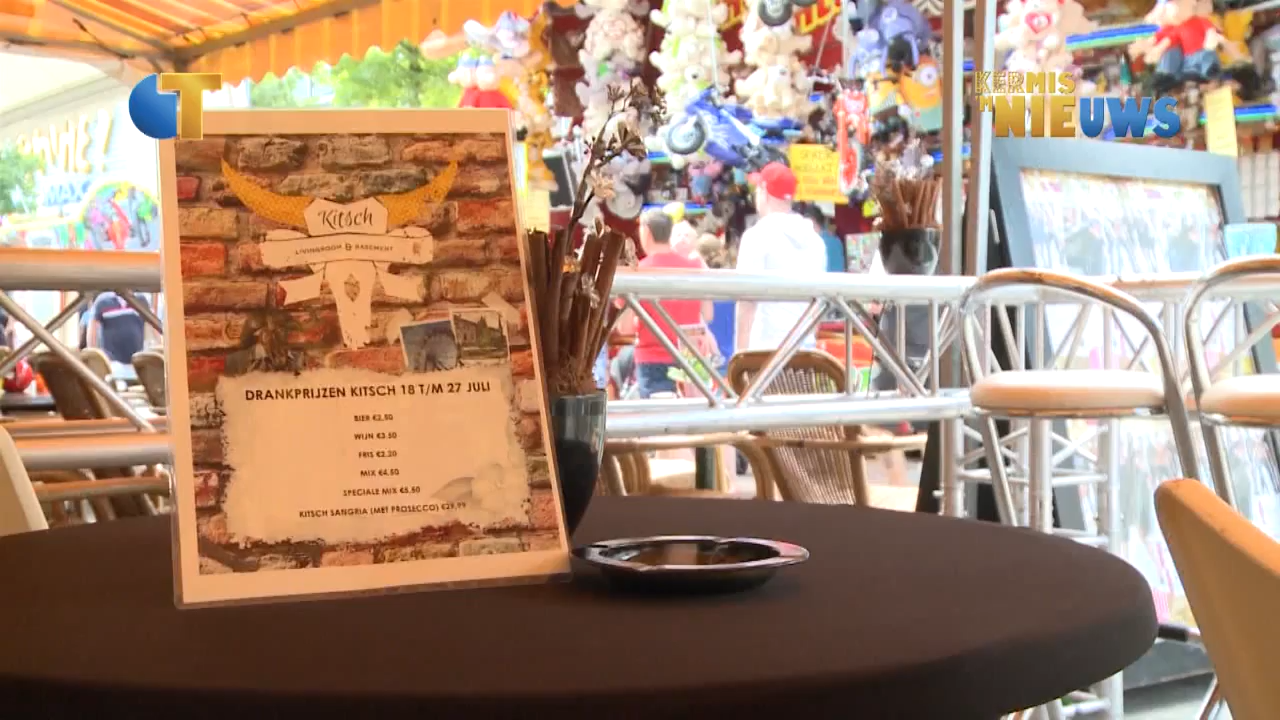 T
KERMIS
IN NIEUWS
Kitsch
LIVINGROOM & BASEMENT
DRANKPRIJZEN KITSCH 18 T/M 27 JULI
BIER €2,50
WIJN €3,50
FRIS €2,20
MIX €4,50
SPECIALE MIX €5,50
KITSCH SANGRIA (MET PROSECCO) €29,99